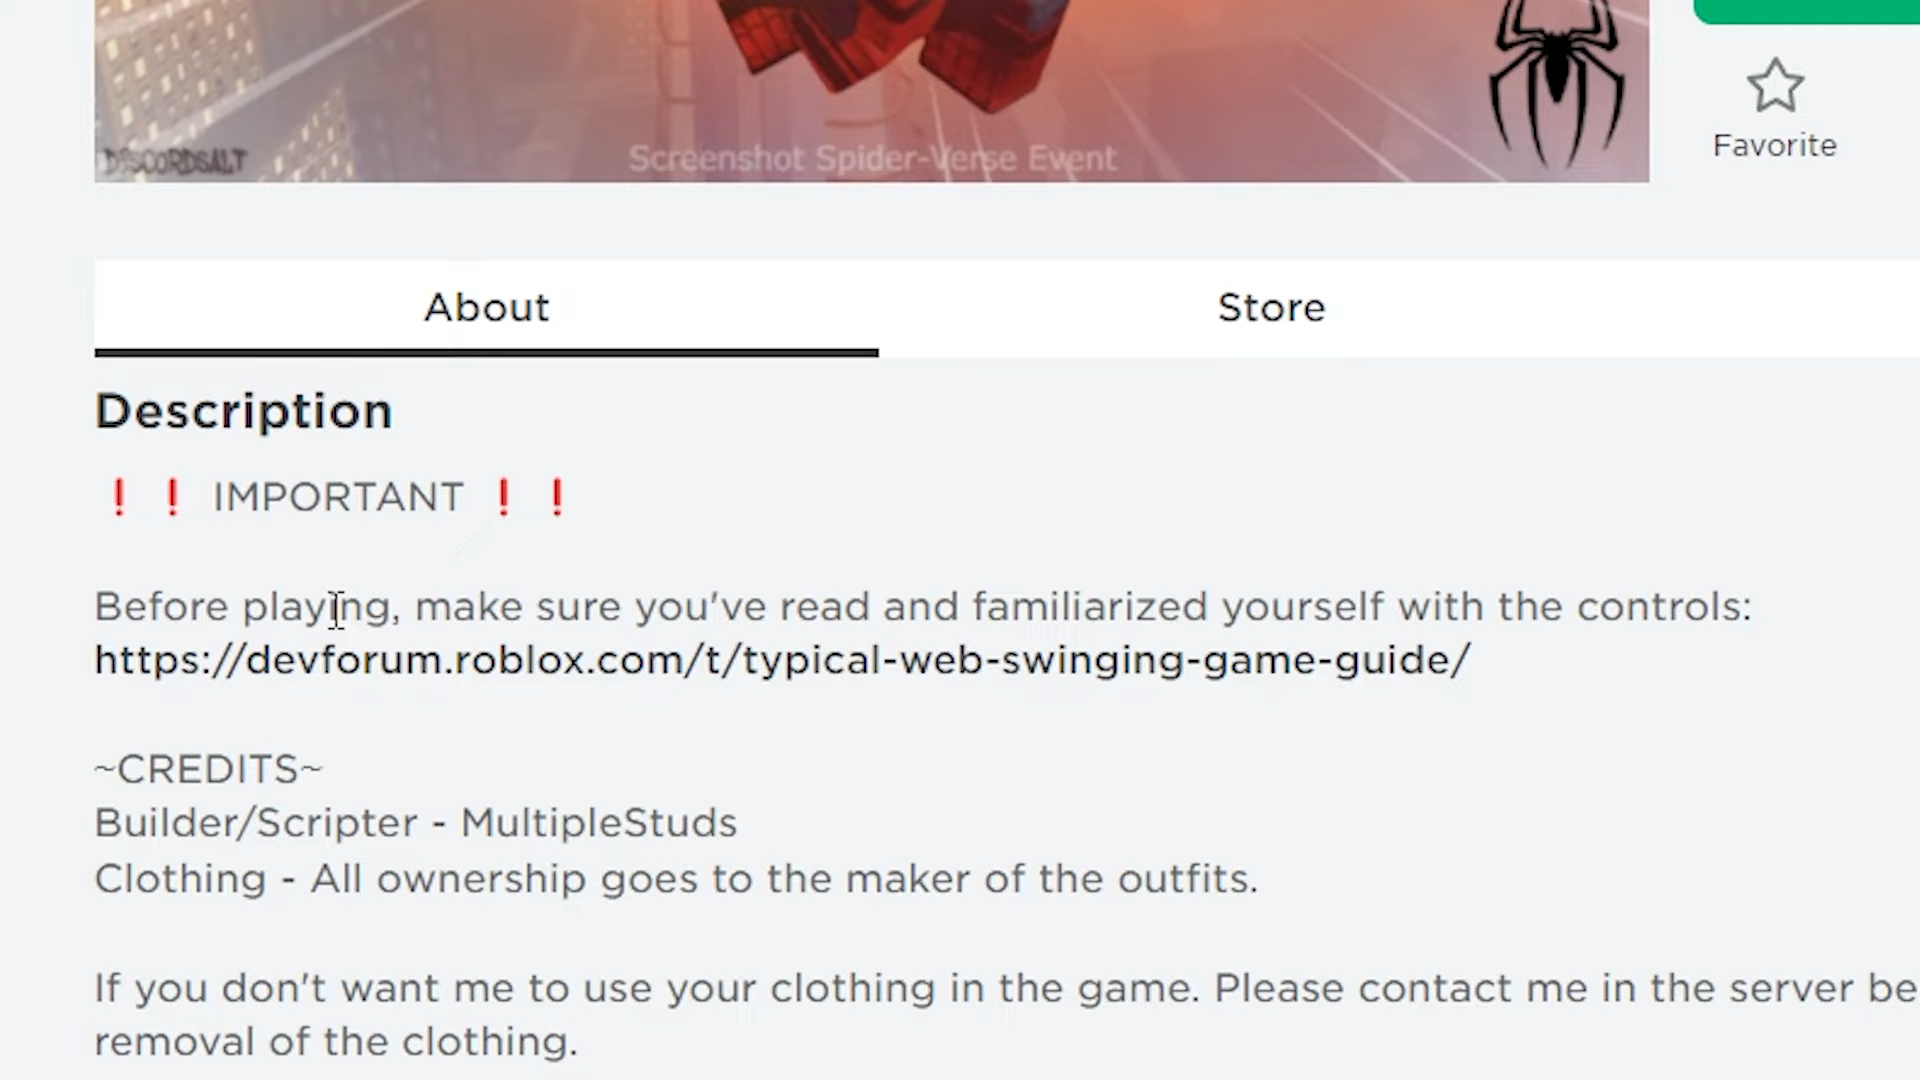 DISCORDSALT
Screenshot Spider-Verse Event
Favorite
About
Store
Description
❗❗ IMPORTANT ❗❗
Before playing, make sure you've read and familiarized yourself with the controls:
https://devforum.roblox.com/t/typical-web-swinging-game-guide/
~CREDITS~
Builder/Scripter - MultipleStuds
Clothing - All ownership goes to the maker of the outfits.
If you don't want me to use your clothing in the game. Please contact me in the server be
removal of the clothing.